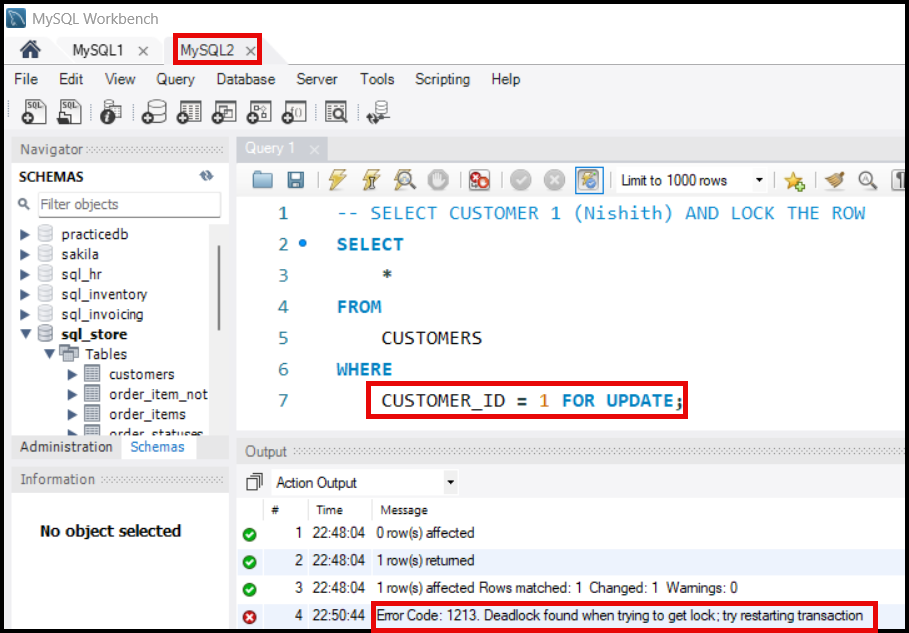 MySQL Workbench
MySQL1 × MySQL2 ×
File Edit View Query Database Server Tools Scripting Help
Navigator
SCHEMAS
Filter objects
practicedb
sakila
sql_hr
sql_inventory
sql_invoicing
sql_store
Tables
customers
order_item_not
order_items
order_statuses
Administration Schemas
Information
No object selected
Query 1 ×
Limit to 1000 rows
1 -- SELECT CUSTOMER 1 (Nishith) AND LOCK THE ROW
2 SELECT
3 *
4 FROM
5 CUSTOMERS
6 WHERE
7 CUSTOMER_ID = 1 FOR UPDATE;
Output
Action Output
# Time Message
1 22:48:04 0 row(s) affected
2 22:48:04 1 row(s) returned
3 22:48:04 1 row(s) affected Rows matched: 1 Changed: 1 Warnings: 0
4 22:50:44 Error Code: 1213. Deadlock found when trying to get lock; try restarting transaction